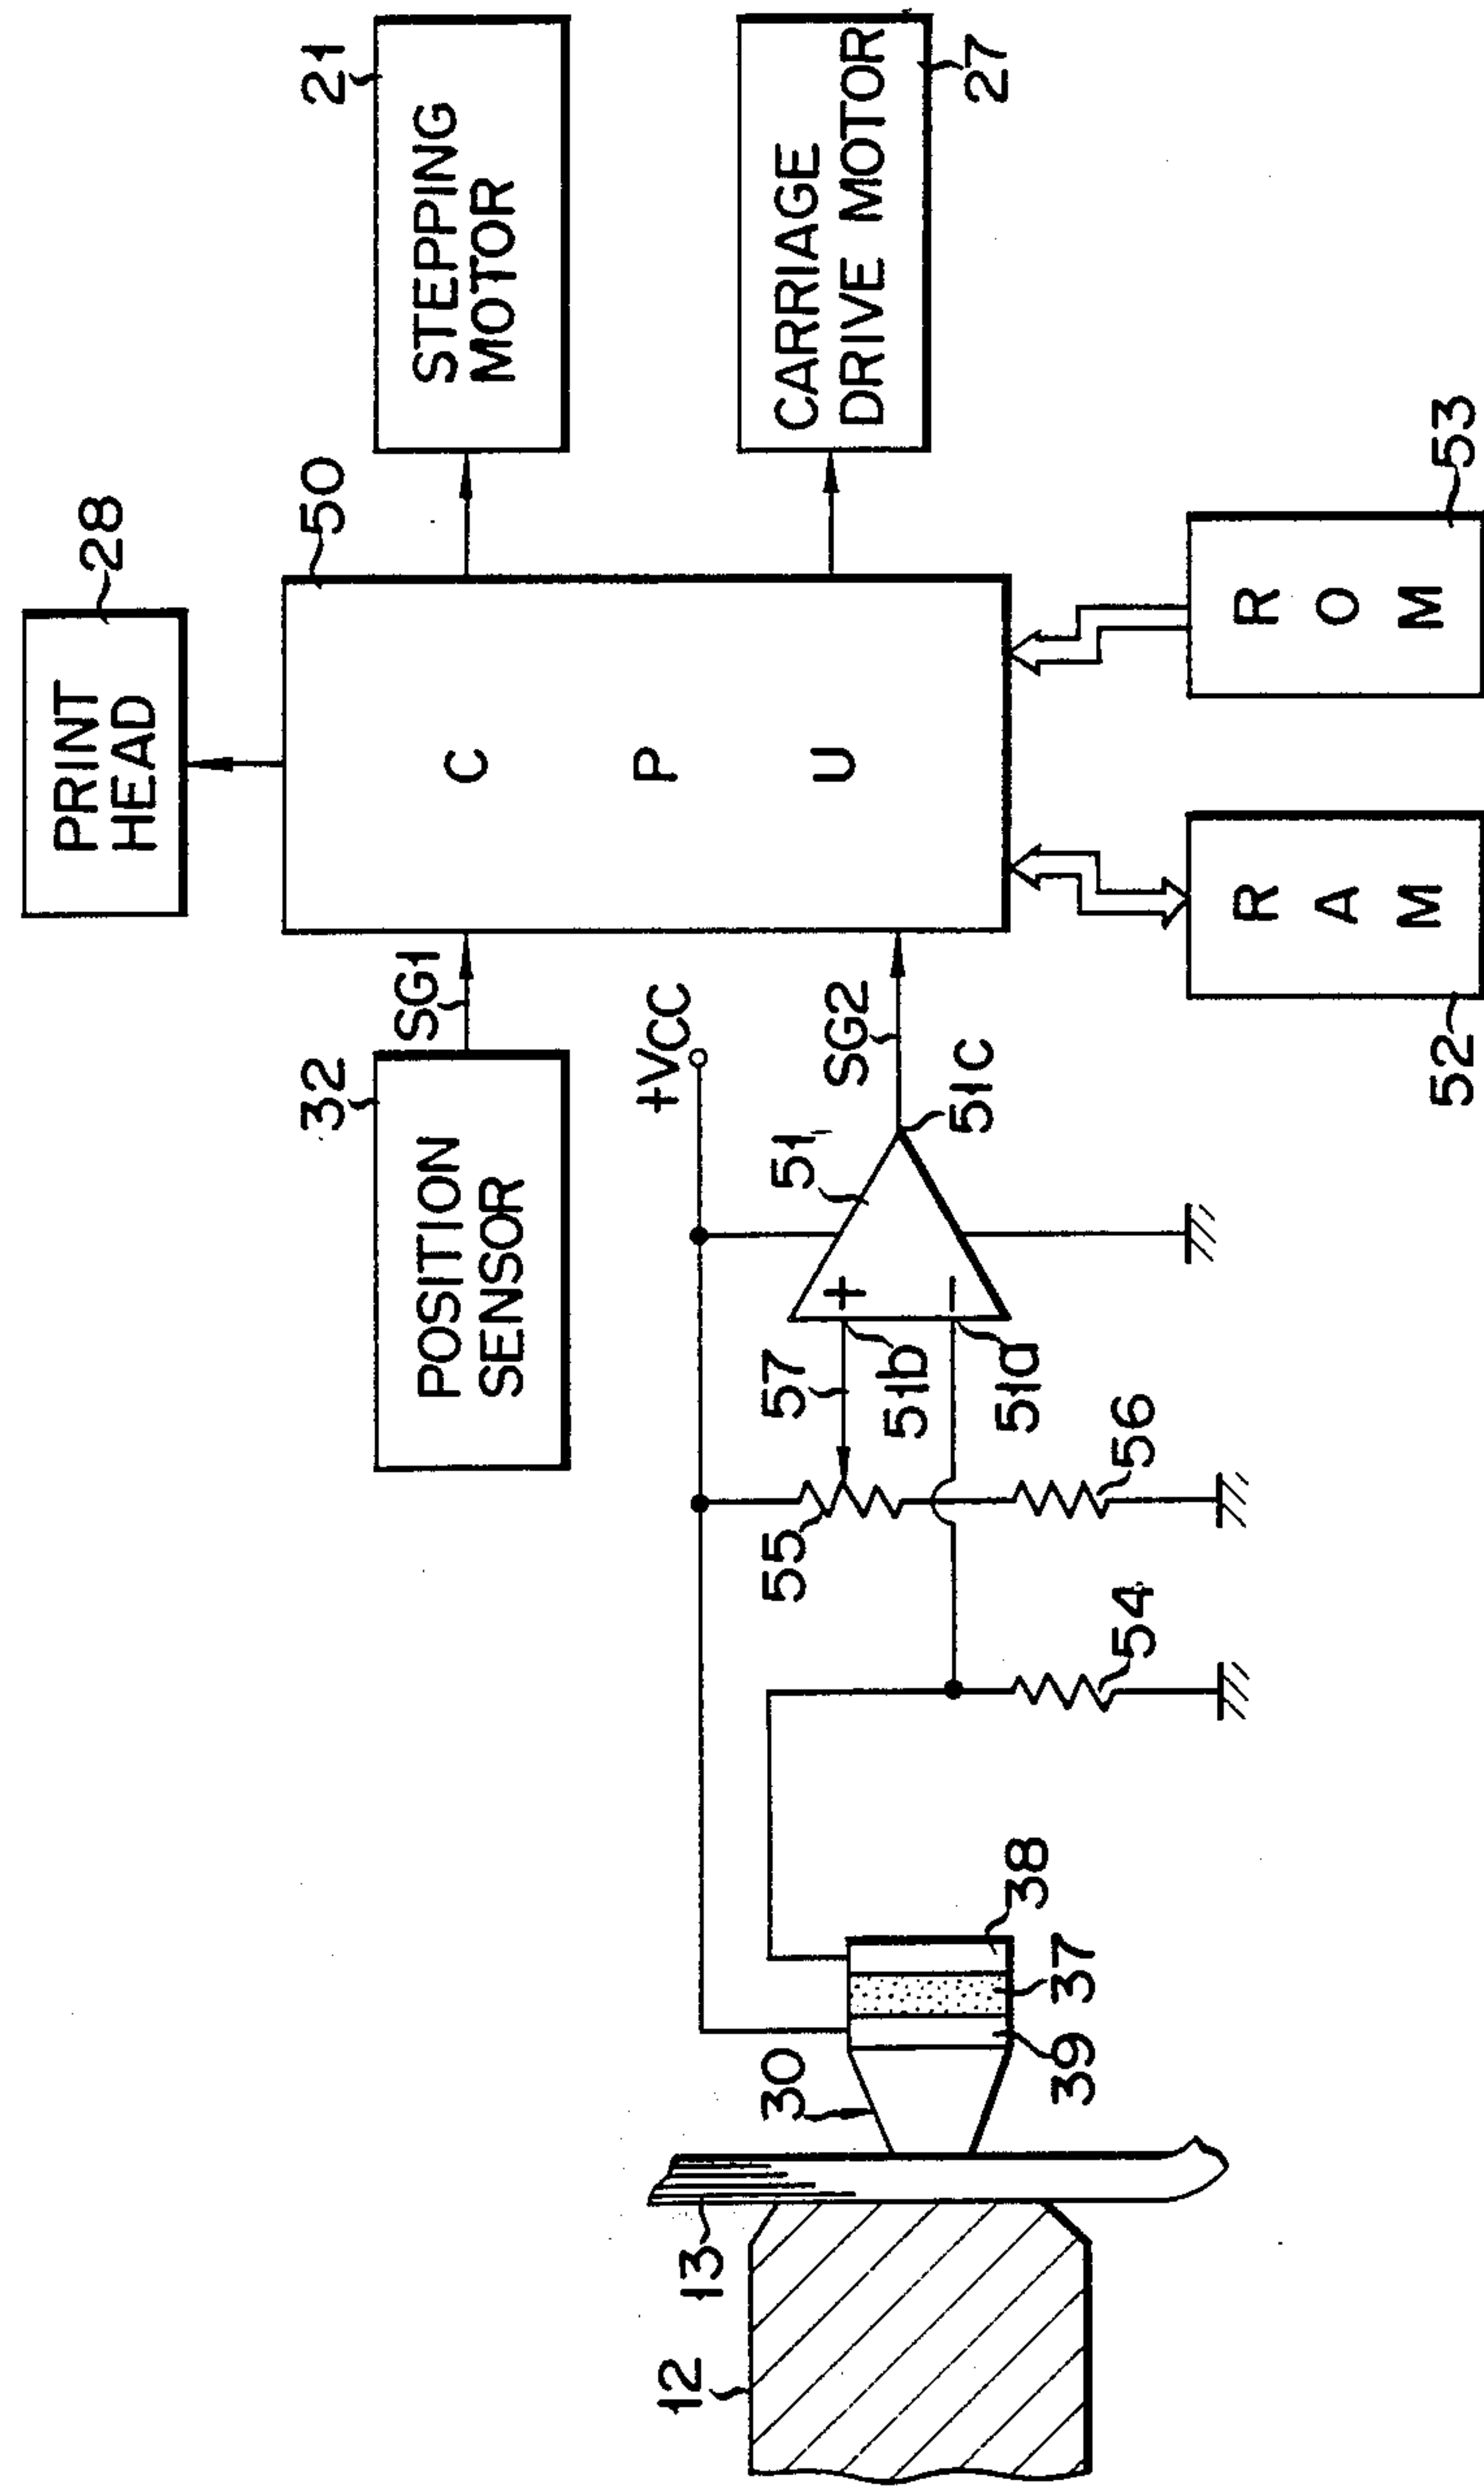 28
PRINT
HEAD
50
C P U
21
STEPPING
MOTOR
CARRIAGE
DRIVE MOTOR
27
32
POSITION
SENSOR
SG1
+VCC
SG2
51
51c
+
−
57
51b
51a
55
56
54
38
37
39
30
13
12
R A M
52
R O M
53